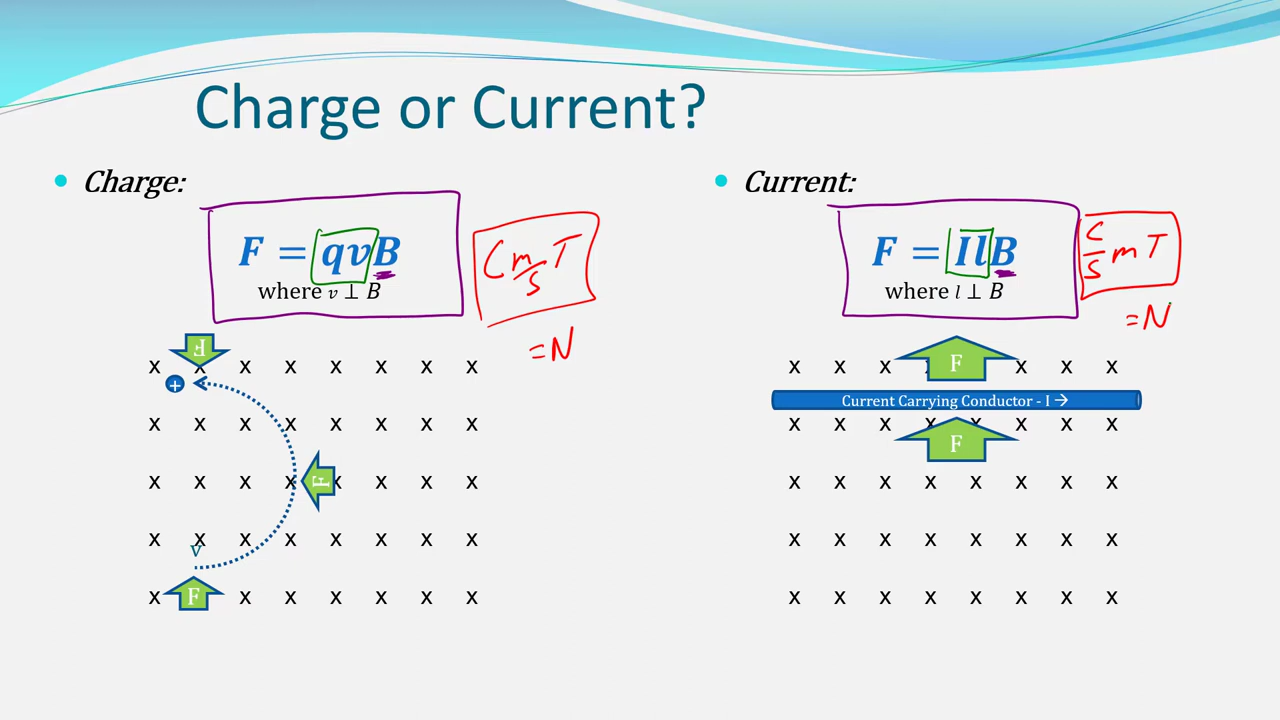 Charge or Current?
• Charge:
F = qvB
where v ⊥ B
C m/s T
= N
x x x x x x x x
F
+
x x x x x x x x
x x x x x x x x
F
x x x x x x x x
v
x F x x x x x x
• Current:
F = IlB
where l ⊥ B
C/s m T
= N
x x x x x x x x
F
Current Carrying Conductor - I →
x x x x x x x x
F
x x x x x x x x
x x x x x x x x
x x x x x x x x